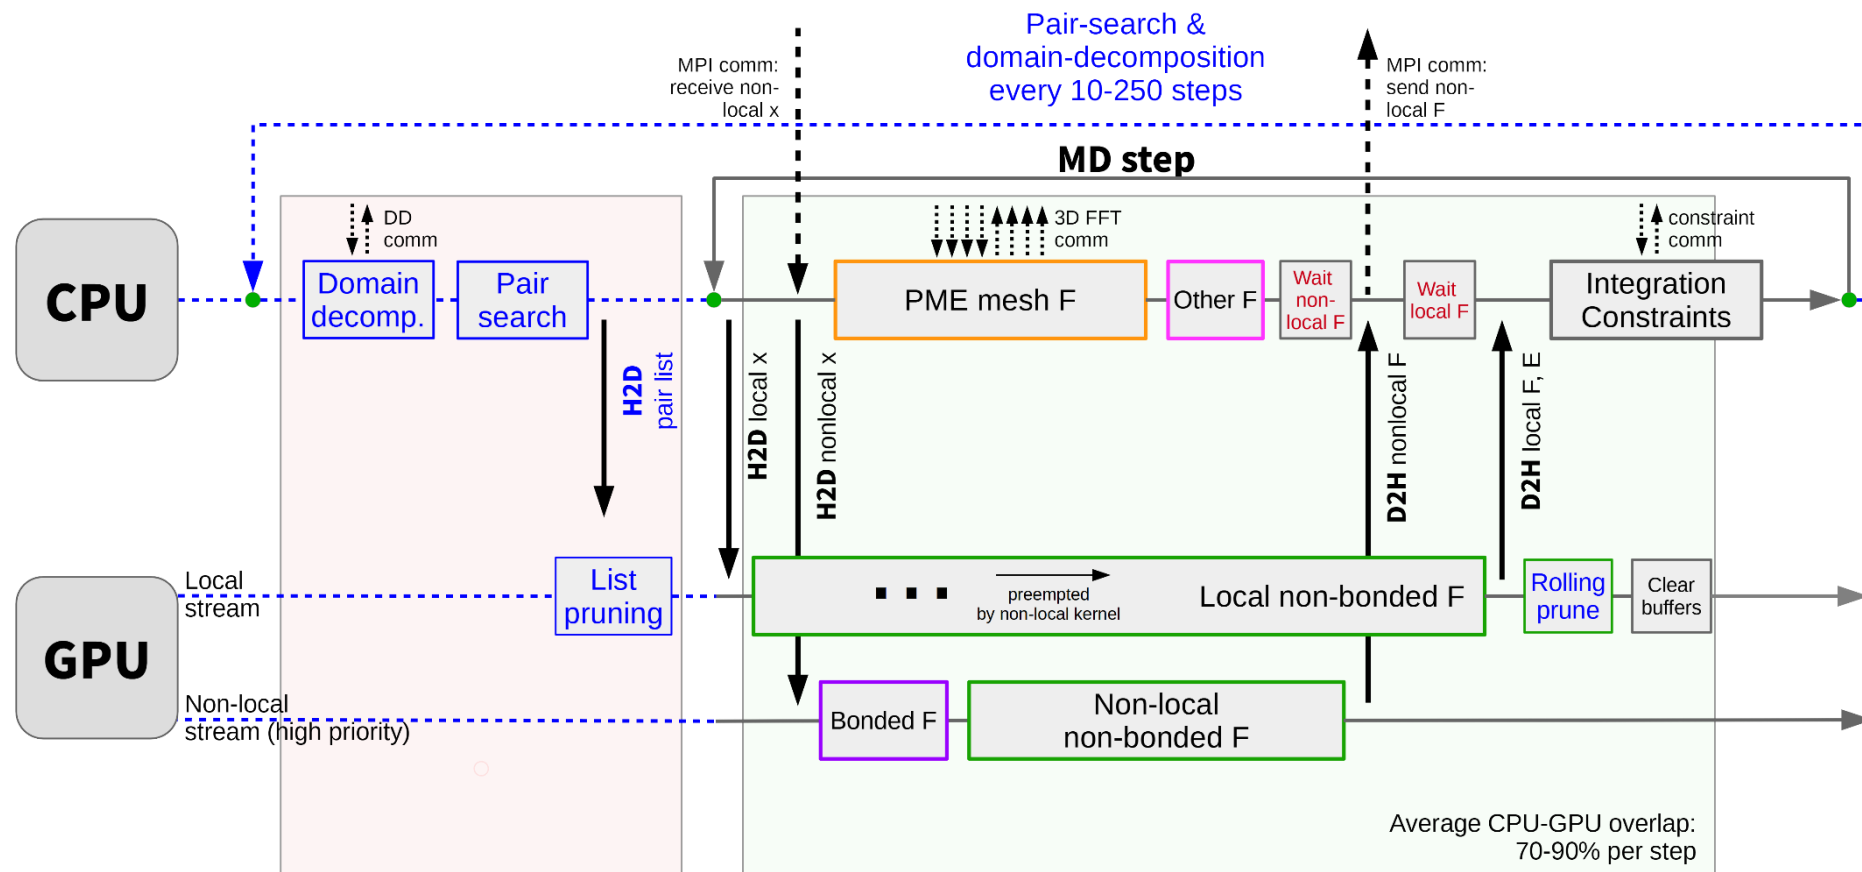 Pair-search &
domain-decomposition
every 10-250 steps
MPI comm:
receive non-
local x
MPI comm:
send non-
local F
MD step
DD
comm
3D FFT
comm
constraint
comm
CPU
Domain
decomp.
Pair
search
PME mesh F
Other F
Wait
non-
local F
Wait
local F
Integration
Constraints
H2D
pair list
H2D local x
H2D nonlocal x
D2H nonlocal F
D2H local F, E
GPU
Local
stream
List
pruning
...
preempted
by non-local kernel
Local non-bonded F
Rolling
prune
Clear
buffers
Non-local
stream (high priority)
Bonded F
Non-local
non-bonded F
Average CPU-GPU overlap:
70-90% per step